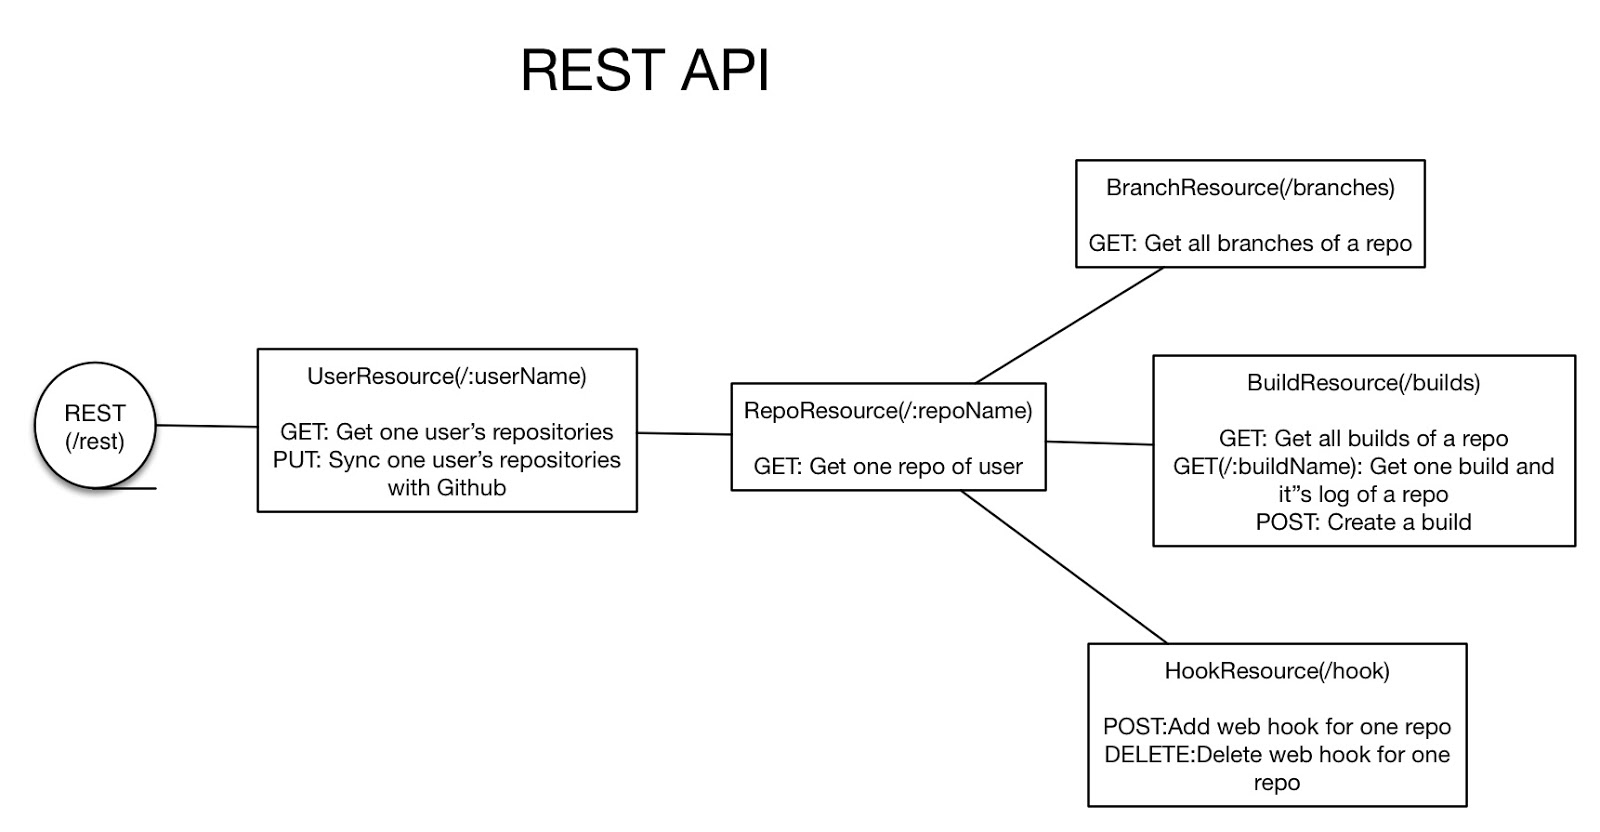 REST API
REST
(/rest)
UserResource(/:userName)
GET: Get one user’s repositories
PUT: Sync one user’s repositories
with Github
RepoResource(/:repoName)
GET: Get one repo of user
BranchResource(/branches)
GET: Get all branches of a repo
BuildResource(/builds)
GET: Get all builds of a repo
GET(/:buildName): Get one build and
it”s log of a repo
POST: Create a build
HookResource(/hook)
POST:Add web hook for one repo
DELETE:Delete web hook for one
repo